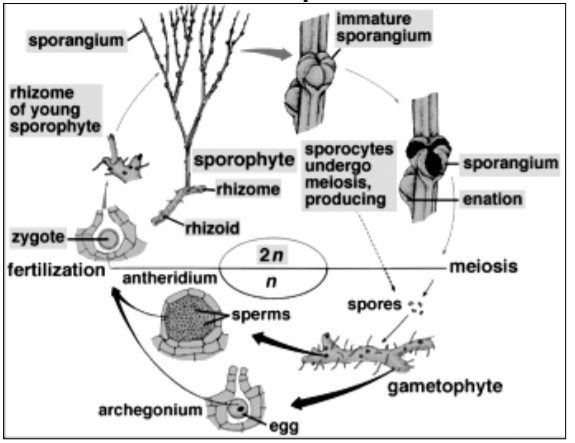 immature
sporangium
sporangium
rhizome
of young
sporophyte
sporophyte
sporocytes
undergo
meiosis,
producing
sporangium
rhizome
enation
rhizoid
zygote
2n
fertilization
meiosis
n
antheridium
spores
sperms
gametophyte
archegonium
egg